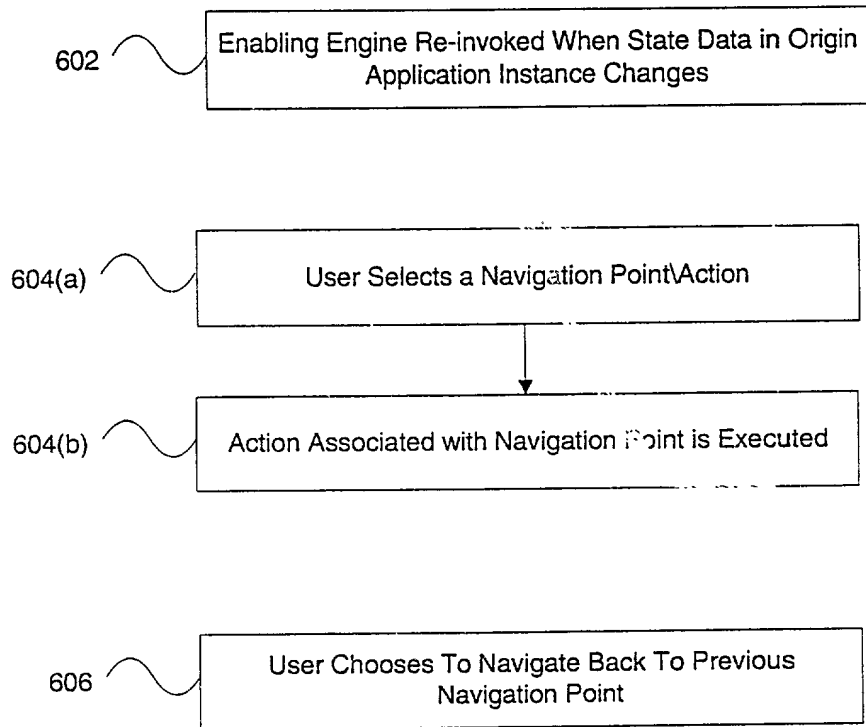 602
Enabling Engine Re-invoked When State Data in Origin
Application Instance Changes
604(a)
User Selects a Navigation Point\Action
604(b)
Action Associated with Navigation Point is Executed
606
User Chooses To Navigate Back To Previous
Navigation Point